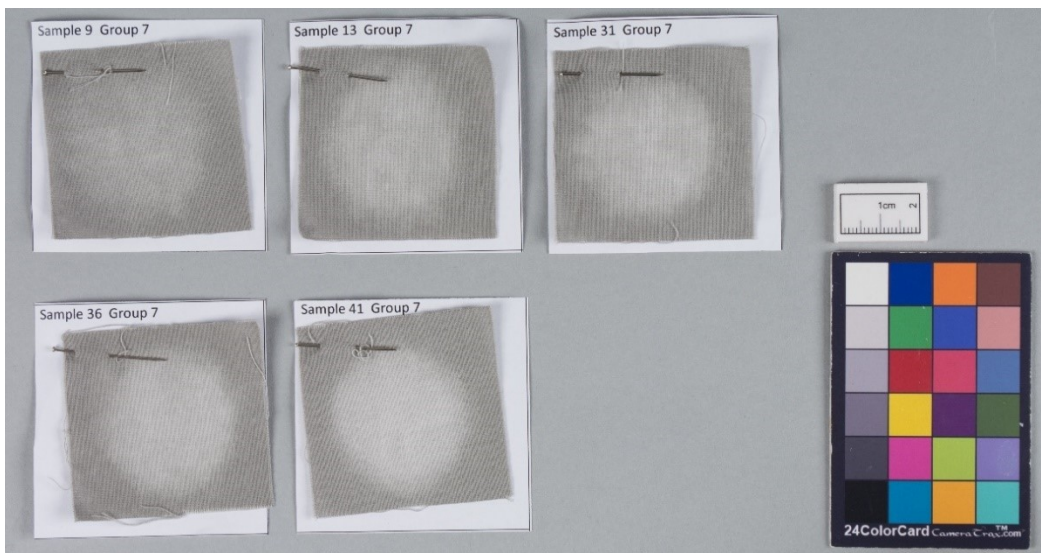 Sample 9 Group 7
Sample 13 Group 7
Sample 31 Group 7
1cm 2
Sample 36 Group 7
Sample 41 Group 7
24ColorCard CameraTrax.com™